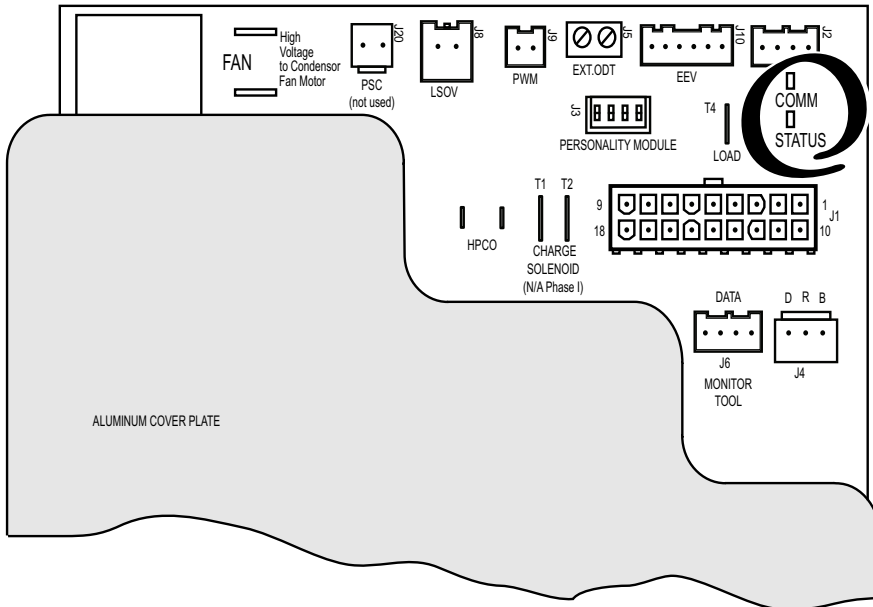 FAN
High
Voltage
to Condensor
Fan Motor
J20
PSC
(not used)
J8
LSOV
J9
PWM
J5
EXT.ODT
J10
EEV
J2
COMM
STATUS
J3
PERSONALITY MODULE
T4
LOAD
HPCO
T1 T2
CHARGE
SOLENOID
(N/A Phase I)
9 1
J1
18 10
DATA
J6
MONITOR
TOOL
D R B
J4
ALUMINUM COVER PLATE